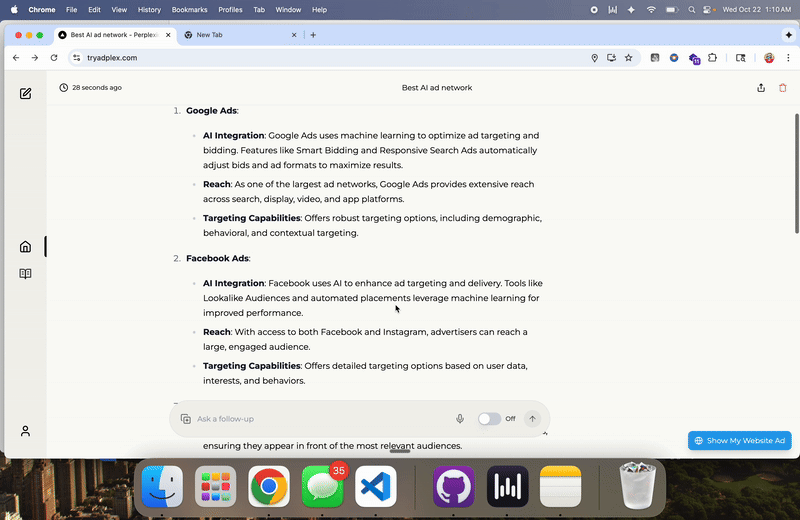 Chrome File Edit View History Bookmarks Profiles Tab Window Help Wed Oct 22 1:10 AM
Best AI ad network - Perplex New Tab
tryadplex.com
11
28 seconds ago Best AI ad network
1. Google Ads:
AI Integration: Google Ads uses machine learning to optimize ad targeting and
bidding. Features like Smart Bidding and Responsive Search Ads automatically
adjust bids and ad formats to maximize results.
Reach: As one of the largest ad networks, Google Ads provides extensive reach
across search, display, video, and app platforms.
Targeting Capabilities: Offers robust targeting options, including demographic,
behavioral, and contextual targeting.
2. Facebook Ads:
AI Integration: Facebook uses AI to enhance ad targeting and delivery. Tools like
Lookalike Audiences and automated placements leverage machine learning for
improved performance.
Reach: With access to both Facebook and Instagram, advertisers can reach a
large, engaged audience.
Targeting Capabilities: Offers detailed targeting options based on user data,
interests, and behaviors.
Ask a follow-up Off
Show My Website Ad
ensuring they appear in front of the most relevant audiences.
35